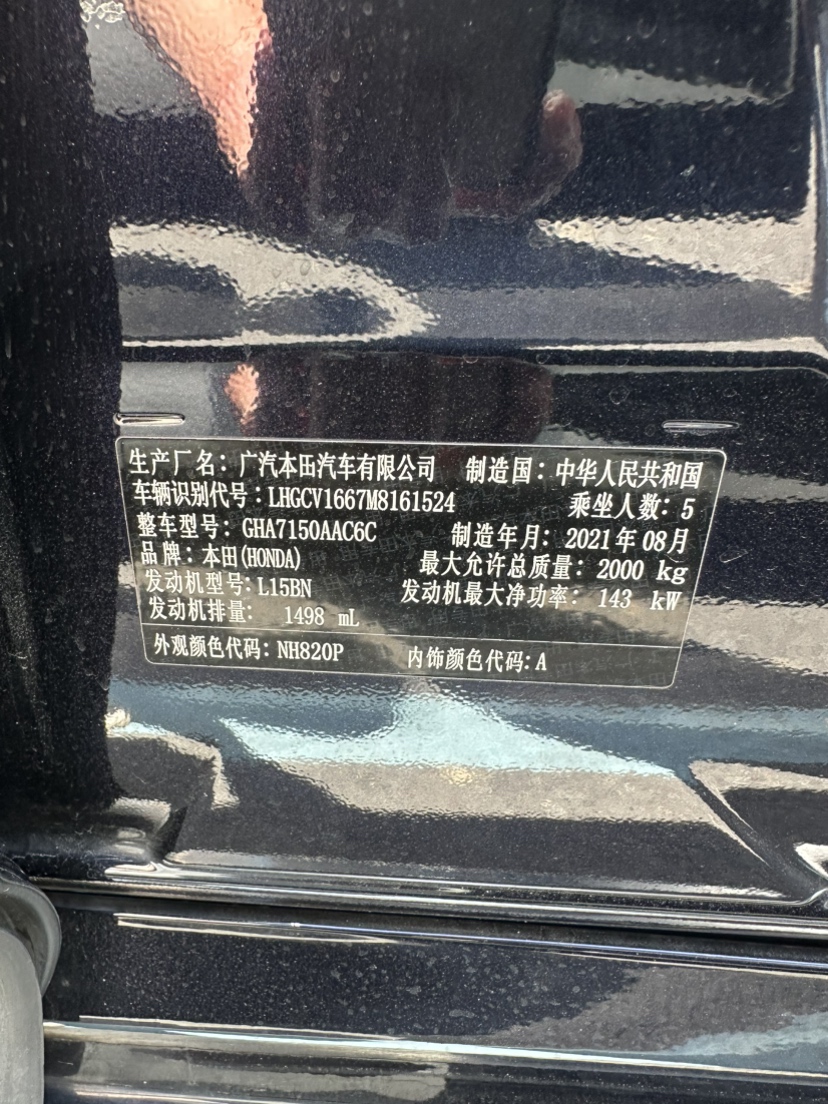 生产厂名：广汽本田汽车有限公司 制造国：中华人民共和国
车辆识别代号：LHGCV1667M8161524 乘坐人数：5
整车型号：GHA7150AAC6C 制造年月：2021年08月
品牌：本田(HONDA) 最大允许总质量：2000 kg
发动机型号：L15BN 发动机最大净功率：143 kW
发动机排量：1498 mL
外观颜色代码：NH820P 内饰颜色代码：A